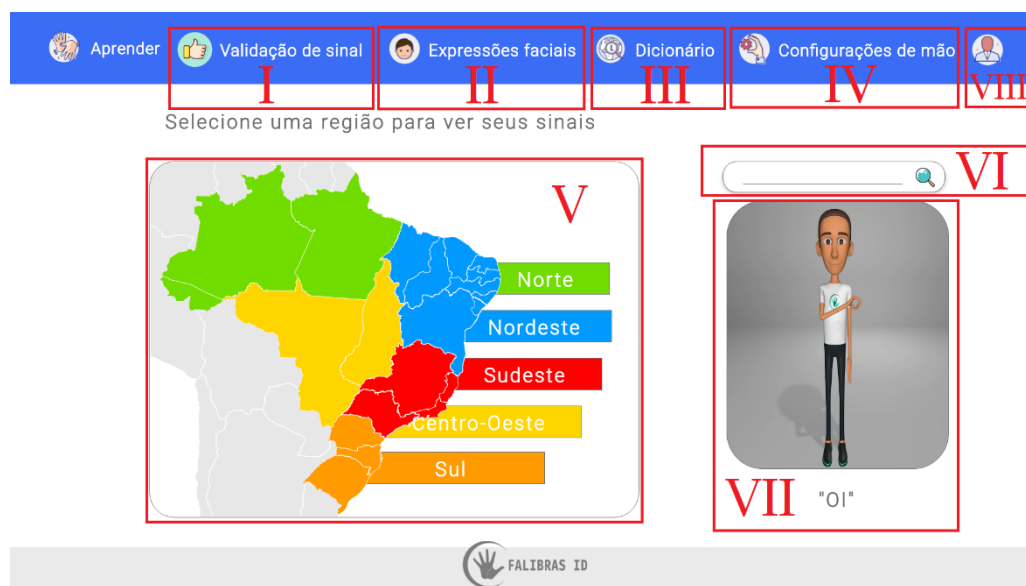 Aprender Validação de sinal Expressões faciais Dicionário Configurações de mão
I II III IV VIII
Selecione uma região para ver seus sinais
V VI
Norte
Nordeste
Sudeste
Centro-Oeste
Sul
VII "OI"
FALIBRAS ID